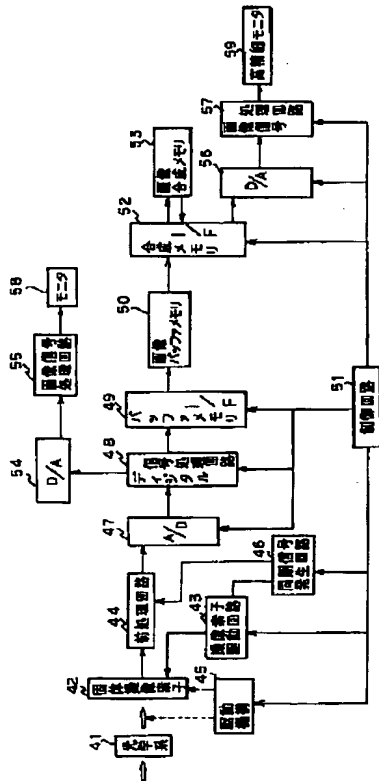 41
光学系
42
固体撮像素子
45
駆動機構
44
前処理回路
43
撮像素子
駆動回路
46
同期信号
発生回路
47
A/D
48
ディジタル
信号処理回路
49
バッファメモリ
I/F
50
画像
バッファメモリ
51
制御回路
52
合成メモリ
I/F
53
画像
合成メモリ
54
D/A
55
画像信号
処理回路
58
モニタ
56
D/A
57
画像信号
処理回路
59
高精細モニタ